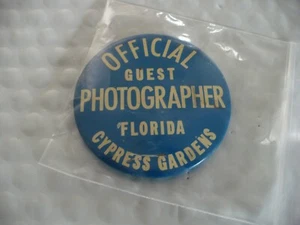 OFFICIAL
GUEST
PHOTOGRAPHER
FLORIDA
CYPRESS GARDENS